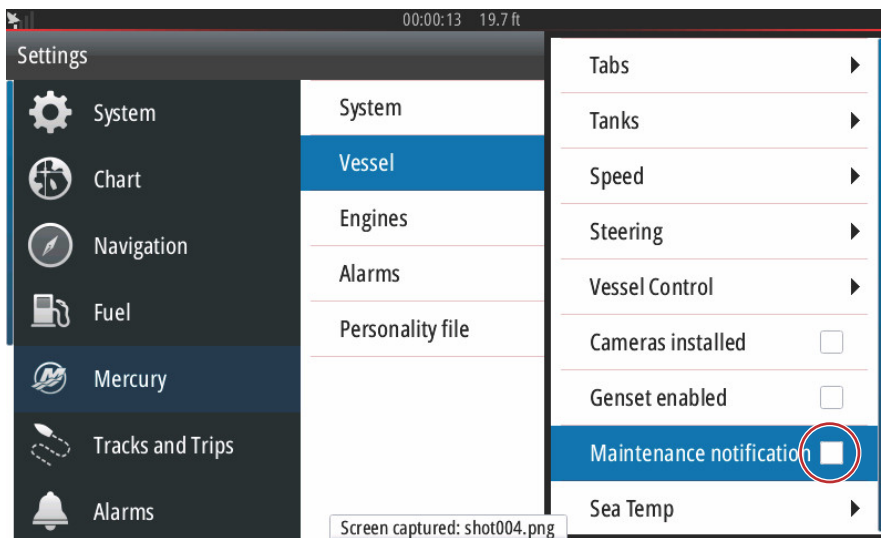 00:00:13 19.7 ft
Settings
System
Chart
Navigation
Fuel
Mercury
Tracks and Trips
Alarms
System
Vessel
Engines
Alarms
Personality file
Tabs
Tanks
Speed
Steering
Vessel Control
Cameras installed
Genset enabled
Maintenance notification
Sea Temp
Screen captured: shot004.png